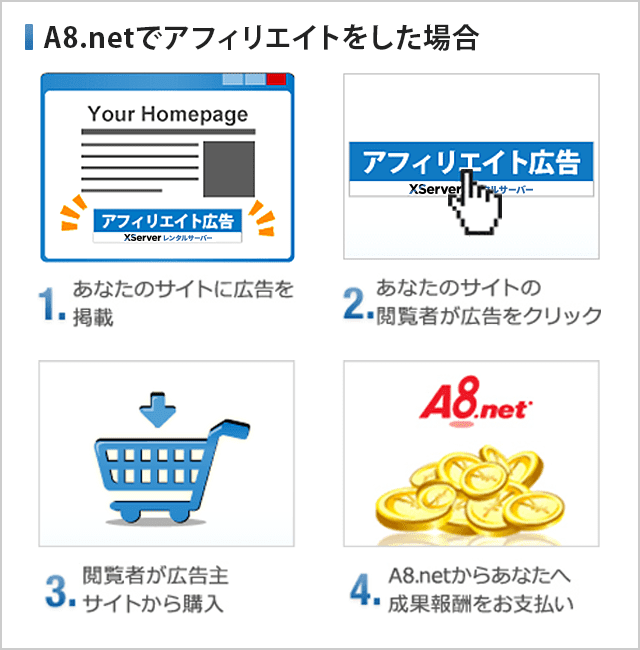 A8.netでアフィリエイトをした場合
Your Homepage
アフィリエイト広告
XServer レンタルサーバー
アフィリエイト広告
XServer レンタルサーバー
1. あなたのサイトに広告を
掲載
2. あなたのサイトの
閲覧者が広告をクリック
A8.net
3. 閲覧者が広告主
サイトから購入
4. A8.netからあなたへ
成果報酬をお支払い